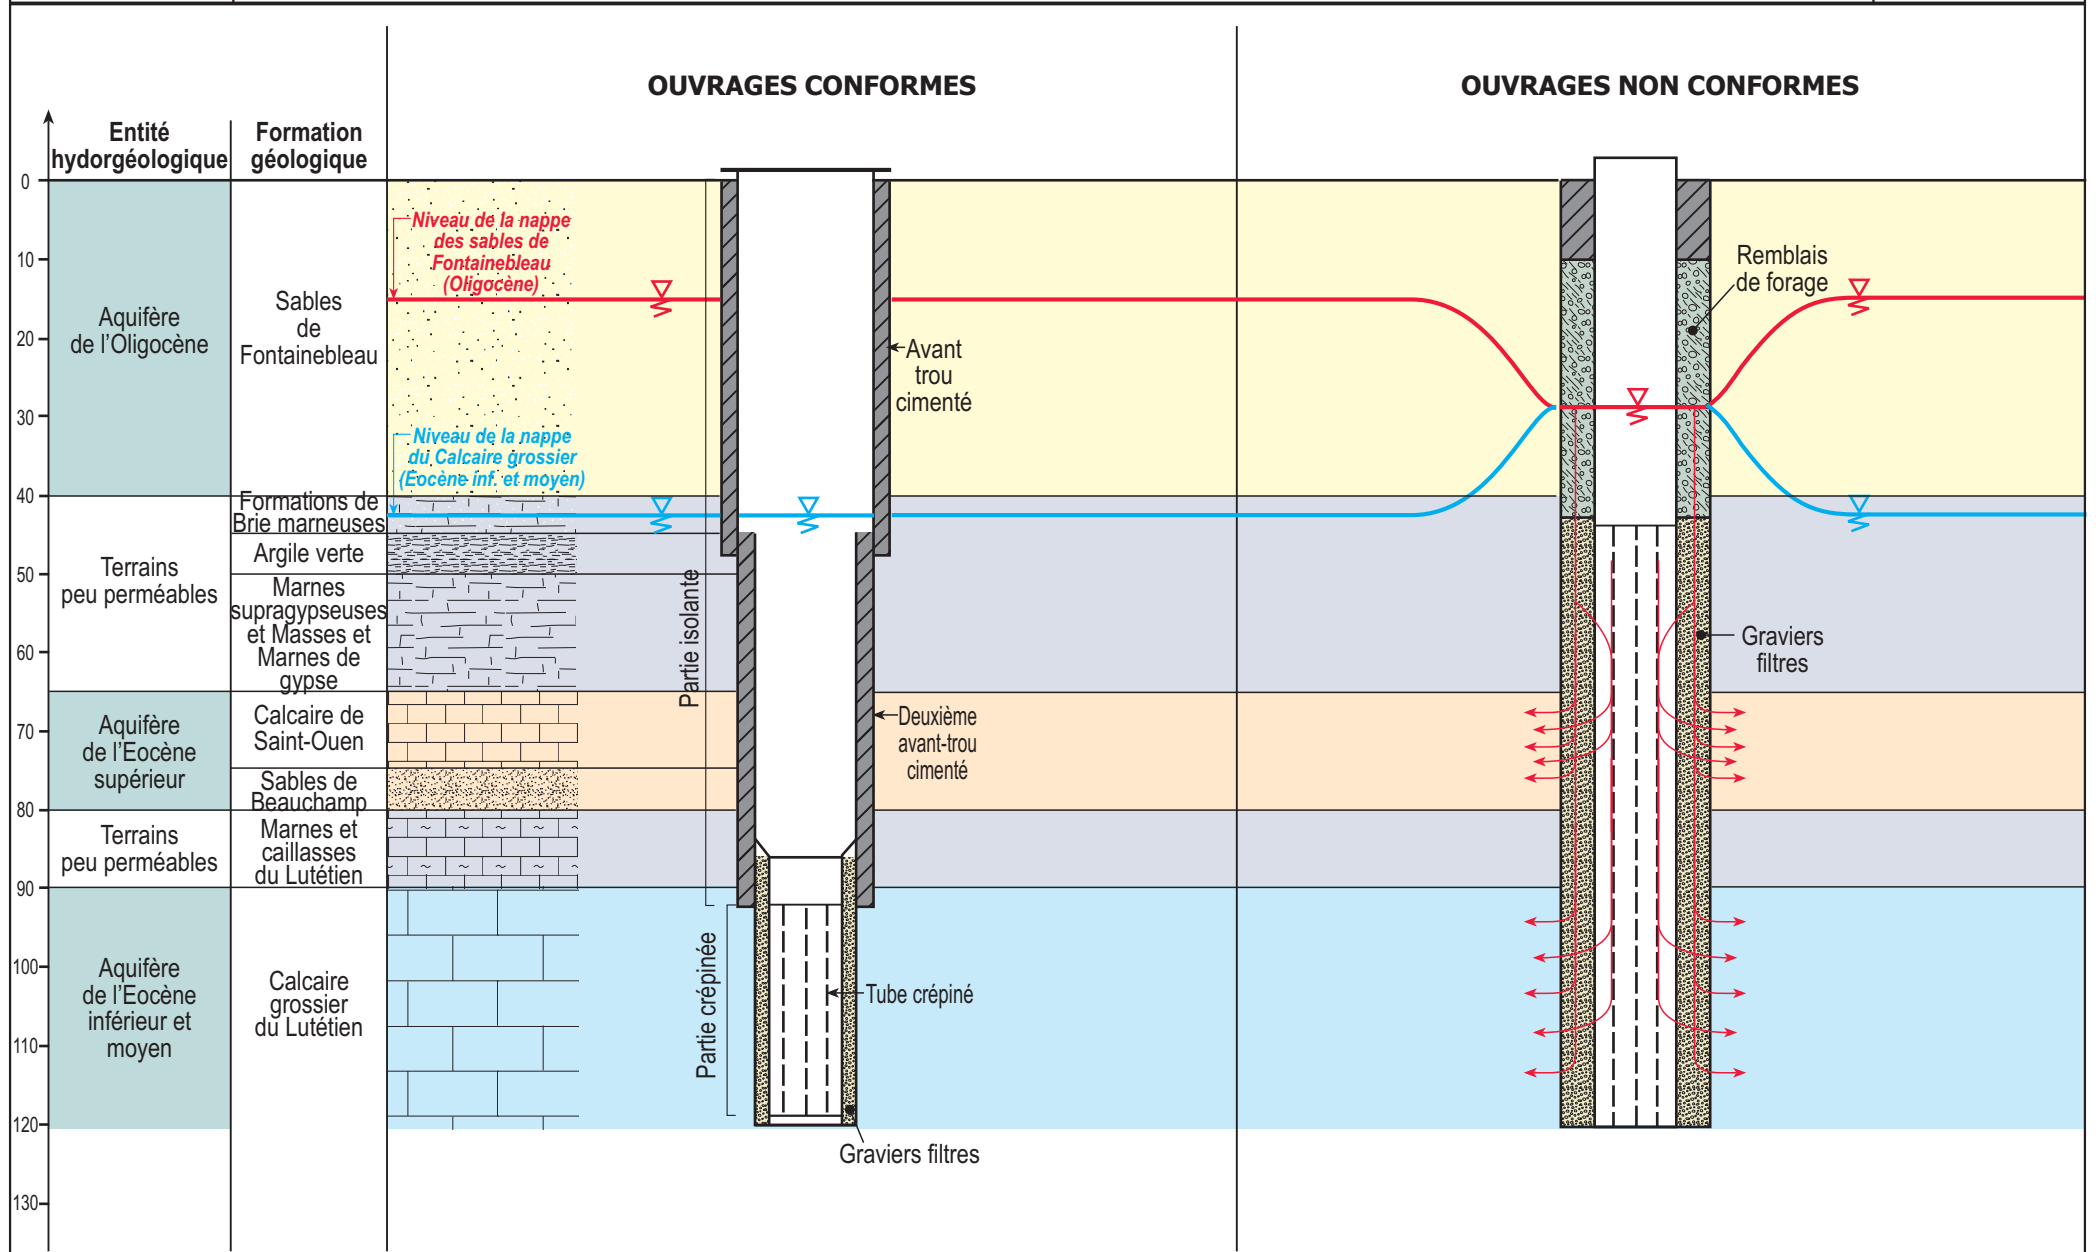 OUVRAGES CONFORMES
OUVRAGES NON CONFORMES
Entité
hydorgéologique
Formation
géologique
0
10
20
30
40
50
60
70
80
90
100
110
120
130
Aquifère
de l'Oligocène
Terrains
peu perméables
Aquifère
de l'Eocène
supérieur
Terrains
peu perméables
Aquifère
de l'Eocène
inférieur et
moyen
Sables
de
Fontainebleau
Formations de
Brie marneuses
Argile verte
Marnes
supragypseuses
et Masses et
Marnes de
gypse
Calcaire de
Saint-Ouen
Sables de
Beauchamp
Marnes et
caillasses
du Lutétien
Calcaire
grossier
du Lutétien
Niveau de la nappe
des sables de
Fontainebleau
(Oligocène)
Niveau de la nappe
du Calcaire grossier
(Eocène inf. et moyen)
Partie isolante
Partie crépinée
Avant
trou
cimenté
Deuxième
avant-trou
cimenté
Tube crépiné
Graviers filtres
Remblais
de forage
Graviers
filtres